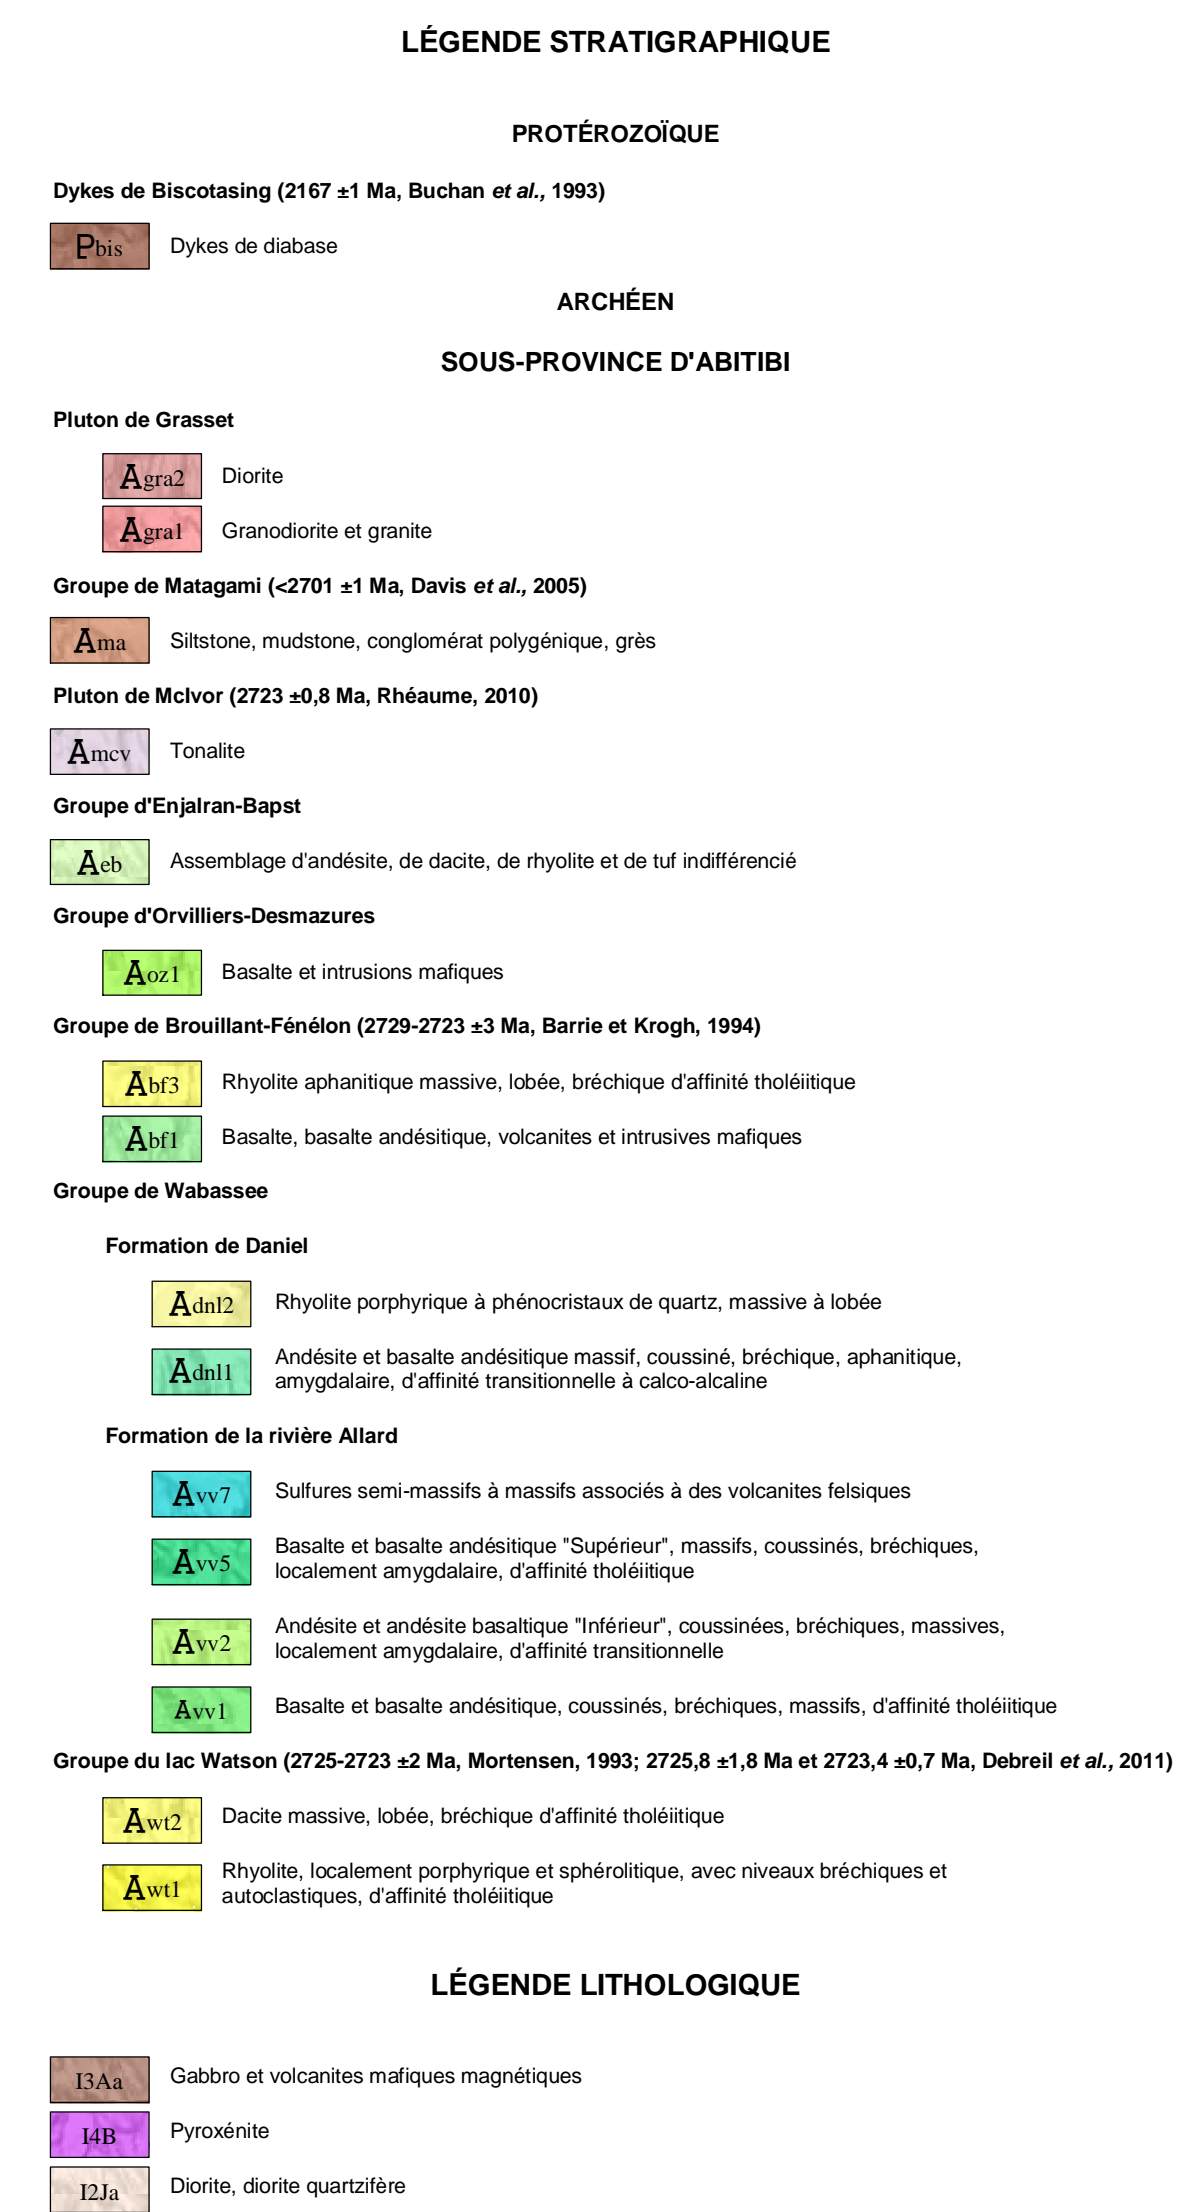 LÉGENDE STRATIGRAPHIQUE
PROTÉROZOÏQUE
Dykes de Biscotasing (2167 ±1 Ma, Buchan et al., 1993)
Pbis Dykes de diabase
ARCHÉEN
SOUS-PROVINCE D'ABITIBI
Pluton de Grasset
Agra2 Diorite
Agra1 Granodiorite et granite
Groupe de Matagami (<2701 ±1 Ma, Davis et al., 2005)
Ama Siltstone, mudstone, conglomérat polygénique, grès
Pluton de McIvor (2723 ±0,8 Ma, Rhéaume, 2010)
Amcv Tonalite
Groupe d'Enjalran-Bapst
Aeb Assemblage d'andésite, de dacite, de rhyolite et de tuf indifférencié
Groupe d'Orvilliers-Desmazures
Aoz1 Basalte et intrusions mafiques
Groupe de Brouillant-Fénélon (2729-2723 ±3 Ma, Barrie et Krogh, 1994)
Abf3 Rhyolite aphanitique massive, lobée, bréchique d'affinité tholéiitique
Abf1 Basalte, basalte andésitique, volcanites et intrusives mafiques
Groupe de Wabassee
Formation de Daniel
Adnl2 Rhyolite porphyrique à phénocristaux de quartz, massive à lobée
Adnl1 Andésite et basalte andésitique massif, coussiné, bréchique, aphanitique,
amygdalaire, d'affinité transitionnelle à calco-alcaline
Formation de la rivière Allard
Avv7 Sulfures semi-massifs à massifs associés à des volcanites felsiques
Avv5 Basalte et basalte andésitique "Supérieur", massifs, coussinés, bréchiques,
localement amygdalaire, d'affinité tholéiitique
Avv2 Andésite et andésite basaltique "Inférieur", coussinées, bréchiques, massives,
localement amygdalaire, d'affinité transitionnelle
Avv1 Basalte et basalte andésitique, coussinés, bréchiques, massifs, d'affinité tholéiitique
Groupe du lac Watson (2725-2723 ±2 Ma, Mortensen, 1993; 2725,8 ±1,8 Ma et 2723,4 ±0,7 Ma, Debreil et al., 2011)
Awt2 Dacite massive, lobée, bréchique d'affinité tholéiitique
Awt1 Rhyolite, localement porphyrique et sphérolitique, avec niveaux bréchiques et
autoclastiques, d'affinité tholéiitique
LÉGENDE LITHOLOGIQUE
I3Aa Gabbro et volcanites mafiques magnétiques
I4B Pyroxénite
I2Ja Diorite, diorite quartzifère